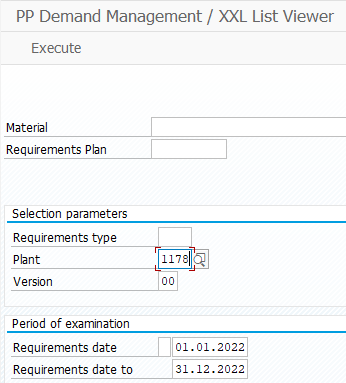 PP Demand Management / XXL List Viewer
Execute
Material
Requirements Plan
Selection parameters
Requirements type
Plant 1178
Version 00
Period of examination
Requirements date 01.01.2022
Requirements date to 31.12.2022